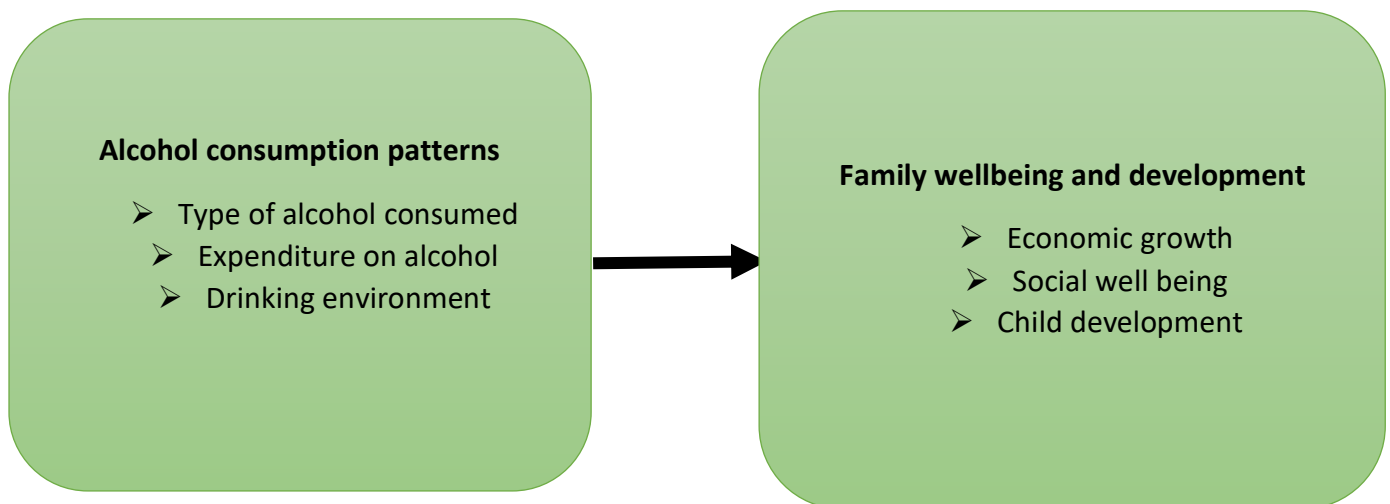 Alcohol consumption patterns
➢ Type of alcohol consumed
➢ Expenditure on alcohol
➢ Drinking environment
Family wellbeing and development
➢ Economic growth
➢ Social well being
➢ Child development